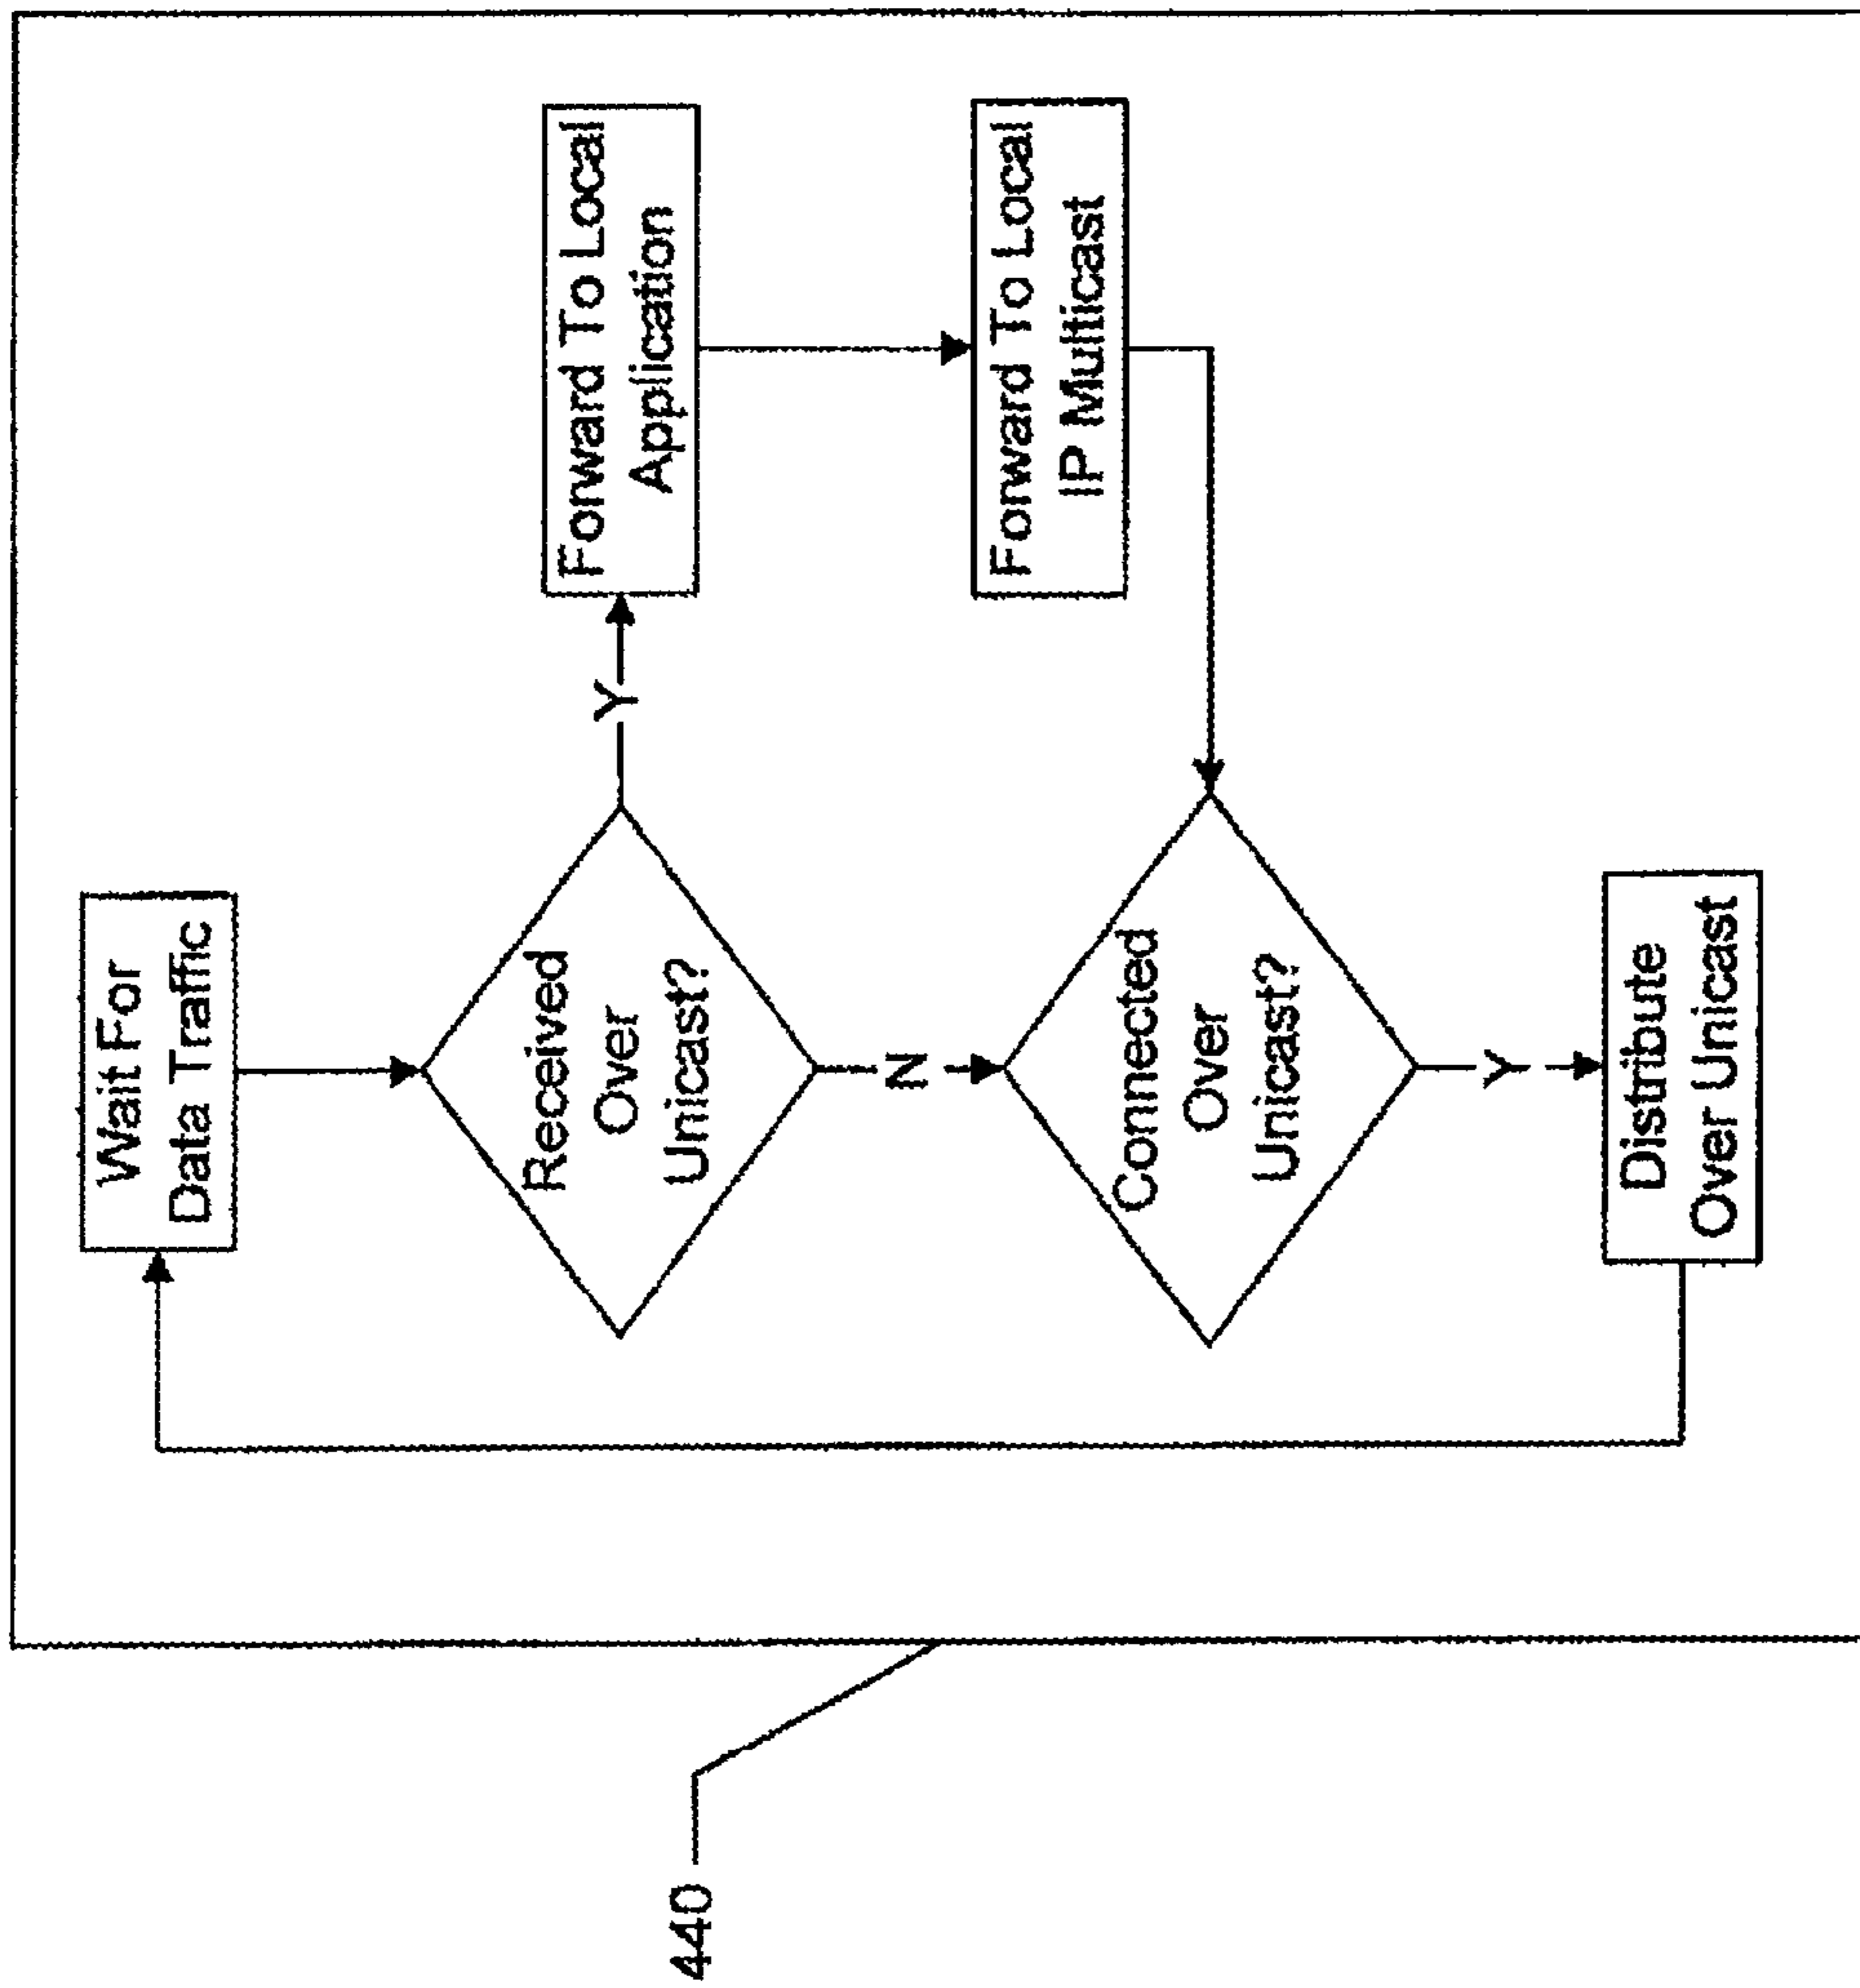 Wait For
Data Traffic
Received
Over
Unicast?
Y
Forward To Local
Application
Forward To Local
IP Multicast
N
Connected
Over
Unicast?
Y
Distribute
Over Unicast
440